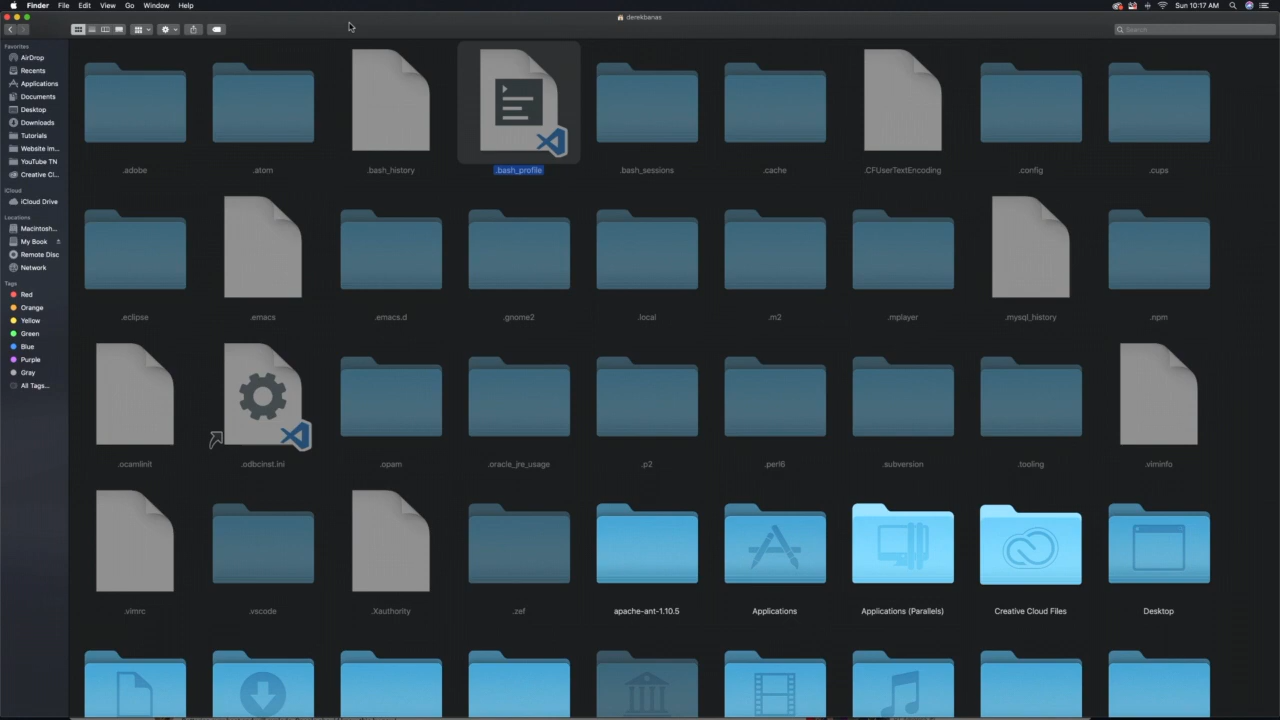 Finder File Edit View Go Window Help
Sun 10:17 AM
derekbanas
Search
Favorites
AirDrop
Recents
Applications
Documents
Desktop
Downloads
Tutorials
Website Im...
YouTube TN
Creative Cl...
iCloud
iCloud Drive
Locations
Macintosh...
My Book
Remote Disc
Network
Tags
Red
Orange
Yellow
Green
Blue
Purple
Gray
All Tags...
.adobe .atom .bash_history .bash_profile .bash_sessions .cache .CFUserTextEncoding .config .cups
.eclipse .emacs .emacs.d .gnome2 .local .m2 .mplayer .mysql_history .npm
.ocamlinit .odbcinst.ini .opam .oracle_jre_usage .p2 .perl6 .subversion .tooling .viminfo
.vimrc .vscode .Xauthority .zef apache-ant-1.10.5 Applications Applications (Parallels) Creative Cloud Files Desktop